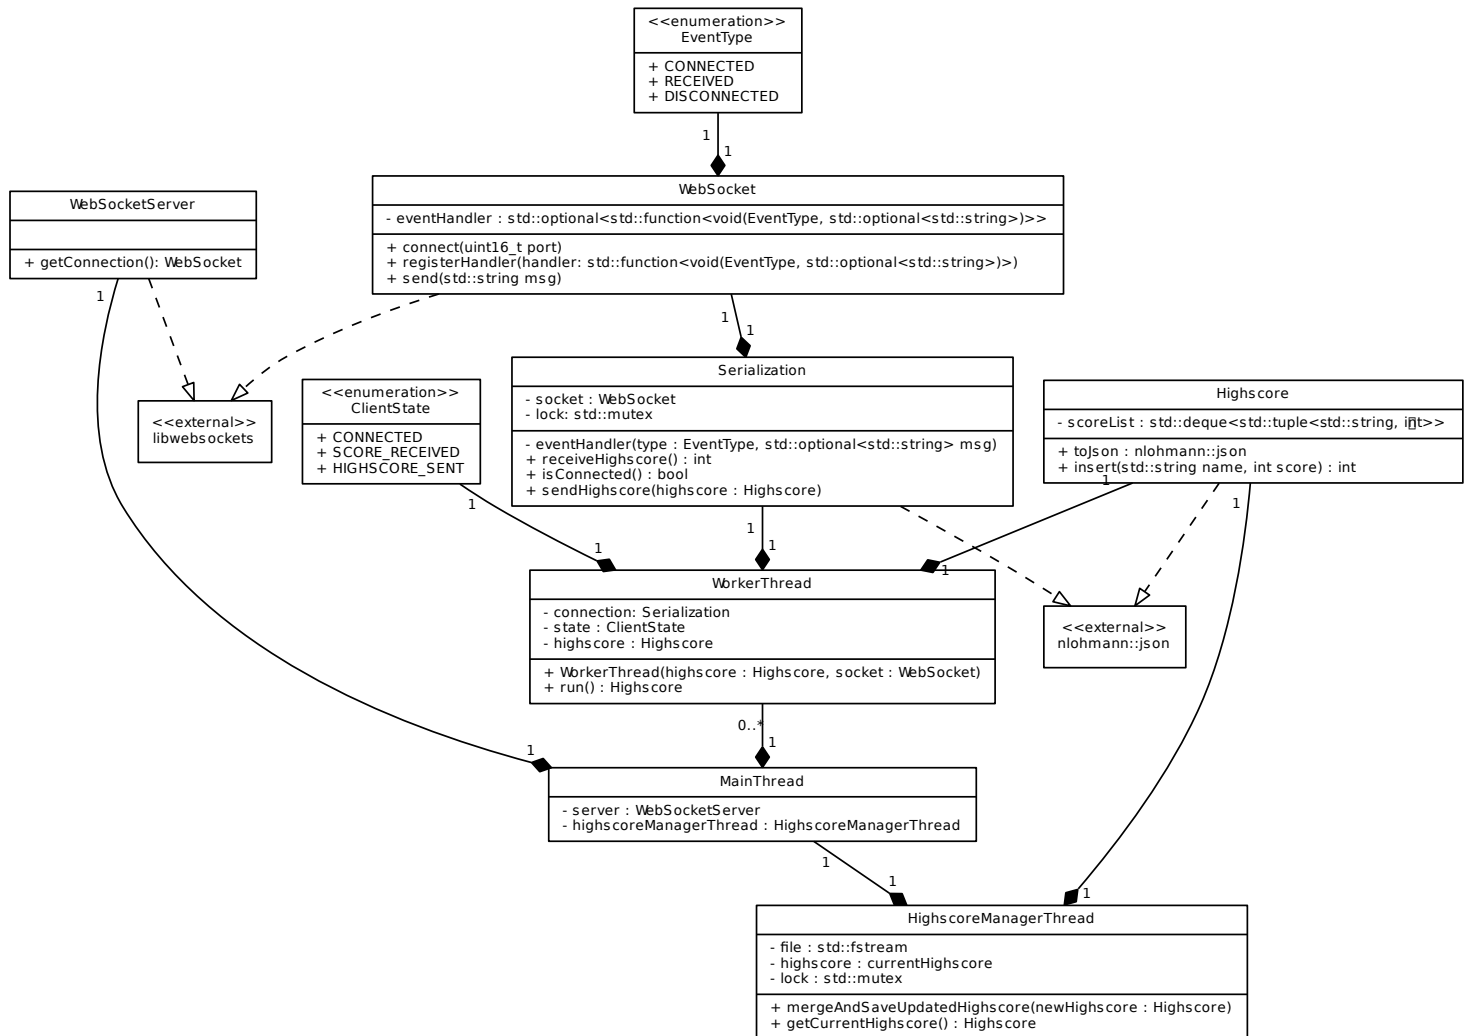 <<enumeration>>
EventType
+ CONNECTED
+ RECEIVED
+ DISCONNECTED
1
1
WebSocketServer
+ getConnection(): WebSocket
1
WebSocket
- eventHandler : std::optional<std::function<void(EventType, std::optional<std::string>)>>
+ connect(uint16_t port)
+ registerHandler(handler: std::function<void(EventType, std::optional<std::string>)>)
+ send(std::string msg)
1
1
<<external>>
libwebsockets
<<enumeration>>
ClientState
+ CONNECTED
+ SCORE_RECEIVED
+ HIGHSCORE_SENT
1
1
Serialization
- socket : WebSocket
- lock: std::mutex
- eventHandler(type : EventType, std::optional<std::string> msg)
+ receiveHighscore() : int
+ isConnected() : bool
+ sendHighscore(highscore : Highscore)
1
1
Highscore
- scoreList : std::deque<std::tuple<std::string, int>>
+ toJson : nlohmann::json
+ insert(std::string name, int score) : int
1
1
1
WorkerThread
- connection: Serialization
- state : ClientState
- highscore : Highscore
+ WorkerThread(highscore : Highscore, socket : WebSocket)
+ run() : Highscore
<<external>>
nlohmann::json
0..*
1
1
MainThread
- server : WebSocketServer
- highscoreManagerThread : HighscoreManagerThread
1
1
1
HighscoreManagerThread
- file : std::fstream
- highscore : currentHighscore
- lock : std::mutex
+ mergeAndSaveUpdatedHighscore(newHighscore : Highscore)
+ getCurrentHighscore() : Highscore